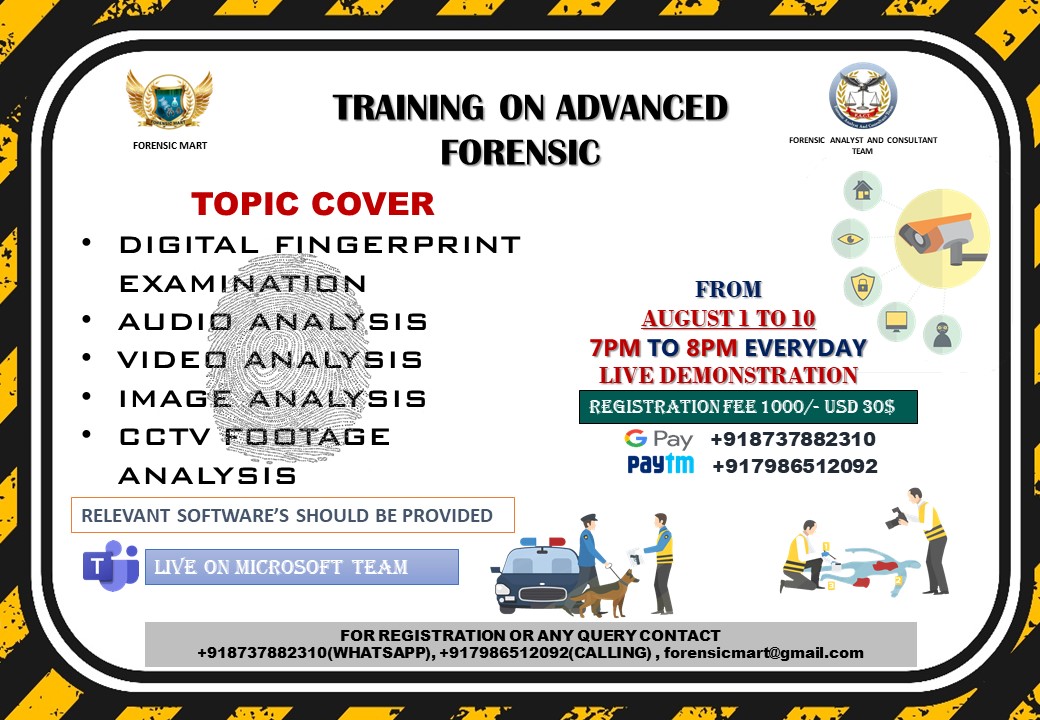 TRAINING ON ADVANCED
FORENSIC
FORENSIC MART
FORENSIC ANALYST AND CONSULTANT
TEAM
TOPIC COVER
• DIGITAL FINGERPRINT
EXAMINATION
• AUDIO ANALYSIS
• VIDEO ANALYSIS
• IMAGE ANALYSIS
• CCTV FOOTAGE
ANALYSIS
FROM
AUGUST 1 TO 10
7PM TO 8PM EVERYDAY
LIVE DEMONSTRATION
REGISTRATION FEE 1000/- USD 30$
G Pay +918737882310
paytm +917986512092
RELEVANT SOFTWARE'S SHOULD BE PROVIDED
T
LIVE ON MICROSOFT TEAM
FOR REGISTRATION OR ANY QUERY CONTACT
+918737882310(WHATSAPP), +917986512092(CALLING) , forensicmart@gmail.com